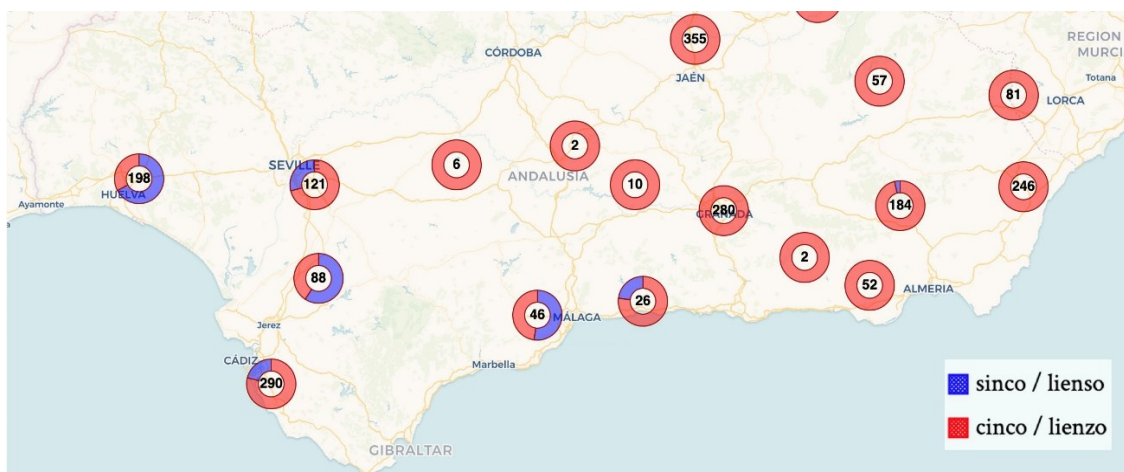 355
REGION
MURCI
CÓRDOBA
JAÉN
57
Totana
81
LORCA
2
6
SEVILLE
ANDALUSIA
198
121
10
246
HUELVA
Ayamonte
280
GRANADA
184
88
2
52
ALMERIA
26
46
MÁLAGA
Jerez
CÁDIZ
Marbella
290
sinco / lienso
cinco / lienzo
GIBRALTAR